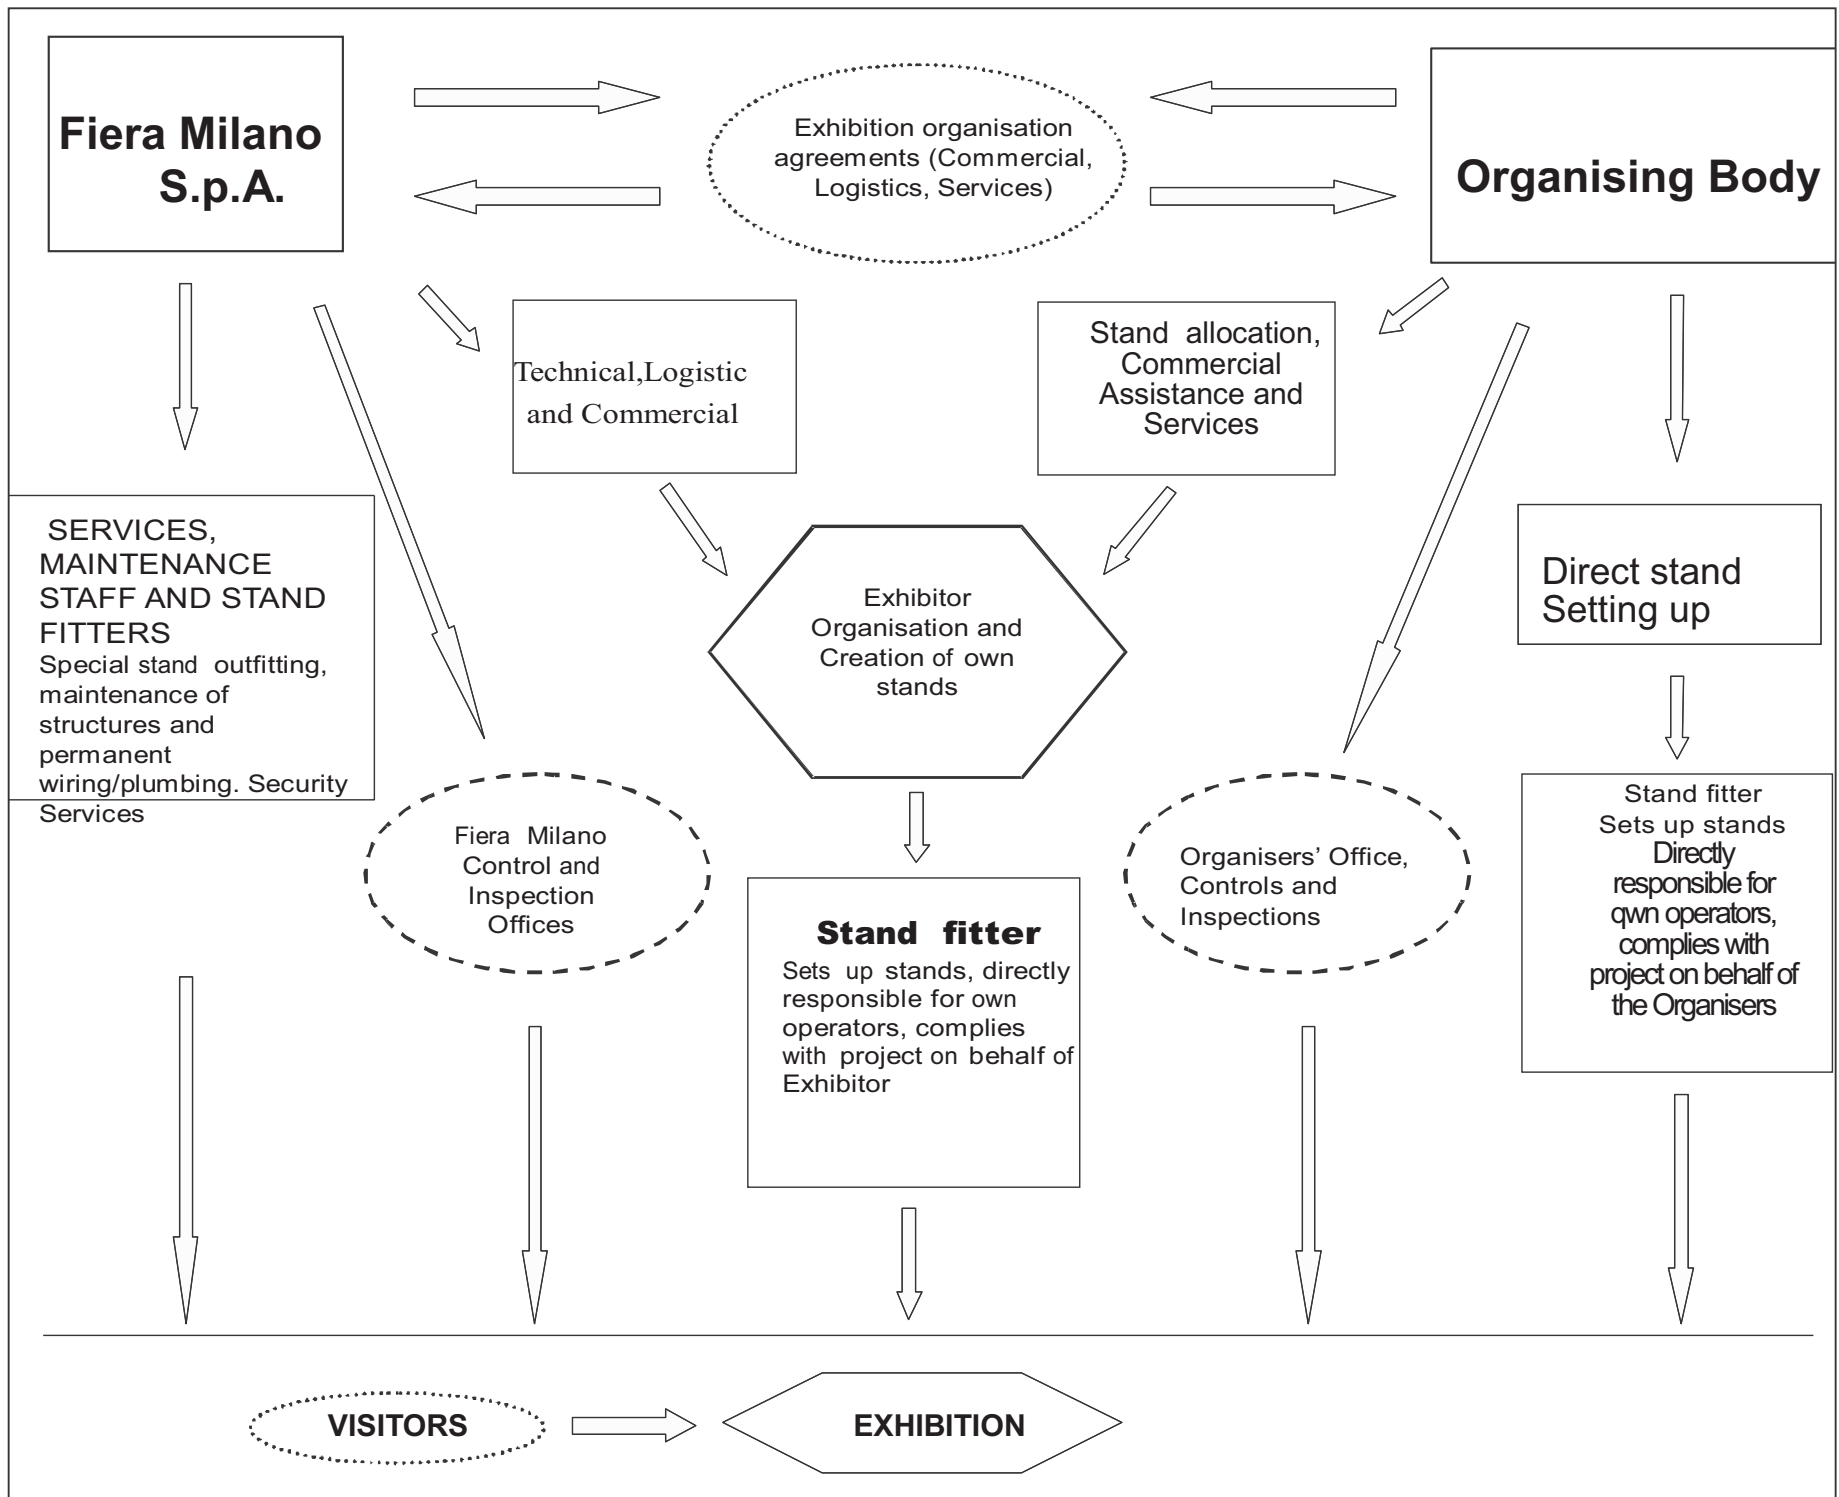 Fiera Milano
S.p.A.
Exhibition organisation
agreements (Commercial,
Logistics, Services)
Organising Body
Technical,Logistic
and Commercial
Stand allocation,
Commercial
Assistance and
Services
SERVICES,
MAINTENANCE
STAFF AND STAND
FITTERS
Special stand outfitting,
maintenance of
structures and
permanent
wiring/plumbing. Security
Services
Exhibitor
Organisation and
Creation of own
stands
Direct stand
Setting up
Fiera Milano
Control and
Inspection
Offices
Stand fitter
Sets up stands, directly
responsible for own
operators, complies
with project on behalf of
Exhibitor
Organisers’ Office,
Controls and
Inspections
Stand fitter
Sets up stands
Directly
responsible for
qwn operators,
complies with
project on behalf of
the Organisers
VISITORS
EXHIBITION